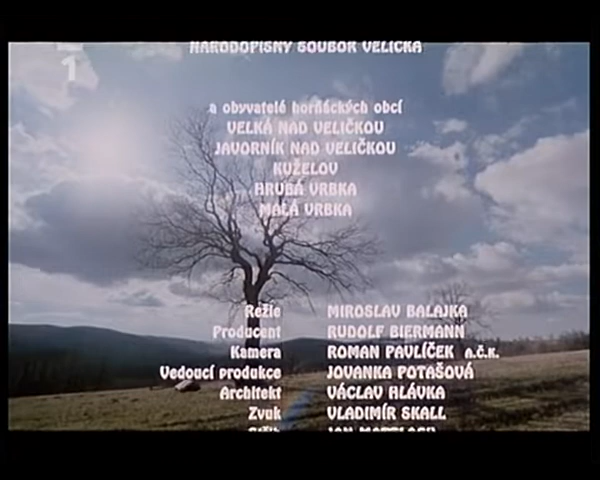 1
NÁRODOPISNÝ SOUBOR VELIČKA
a obyvatelé horňáckých obcí
VELKÁ NAD VELIČKOU
JAVORNÍK NAD VELIČKOU
KUŽELOV
HRUBÁ VRBKA
MALÁ VRBKA
Režie MIROSLAV BALAJKA
Producent RUDOLF BIERMANN
Kamera ROMAN PAVLÍČEK A.Č.K.
Vedoucí produkce JOVANKA POTAŠOVÁ
Architekt VÁCLAV HLÁVKA
Zvuk VLADIMÍR SKALL